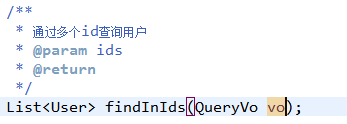 /**
* 通过多个id查询用户
* @param ids
* @return
*/
List<User> findInIds(QueryVo vo);